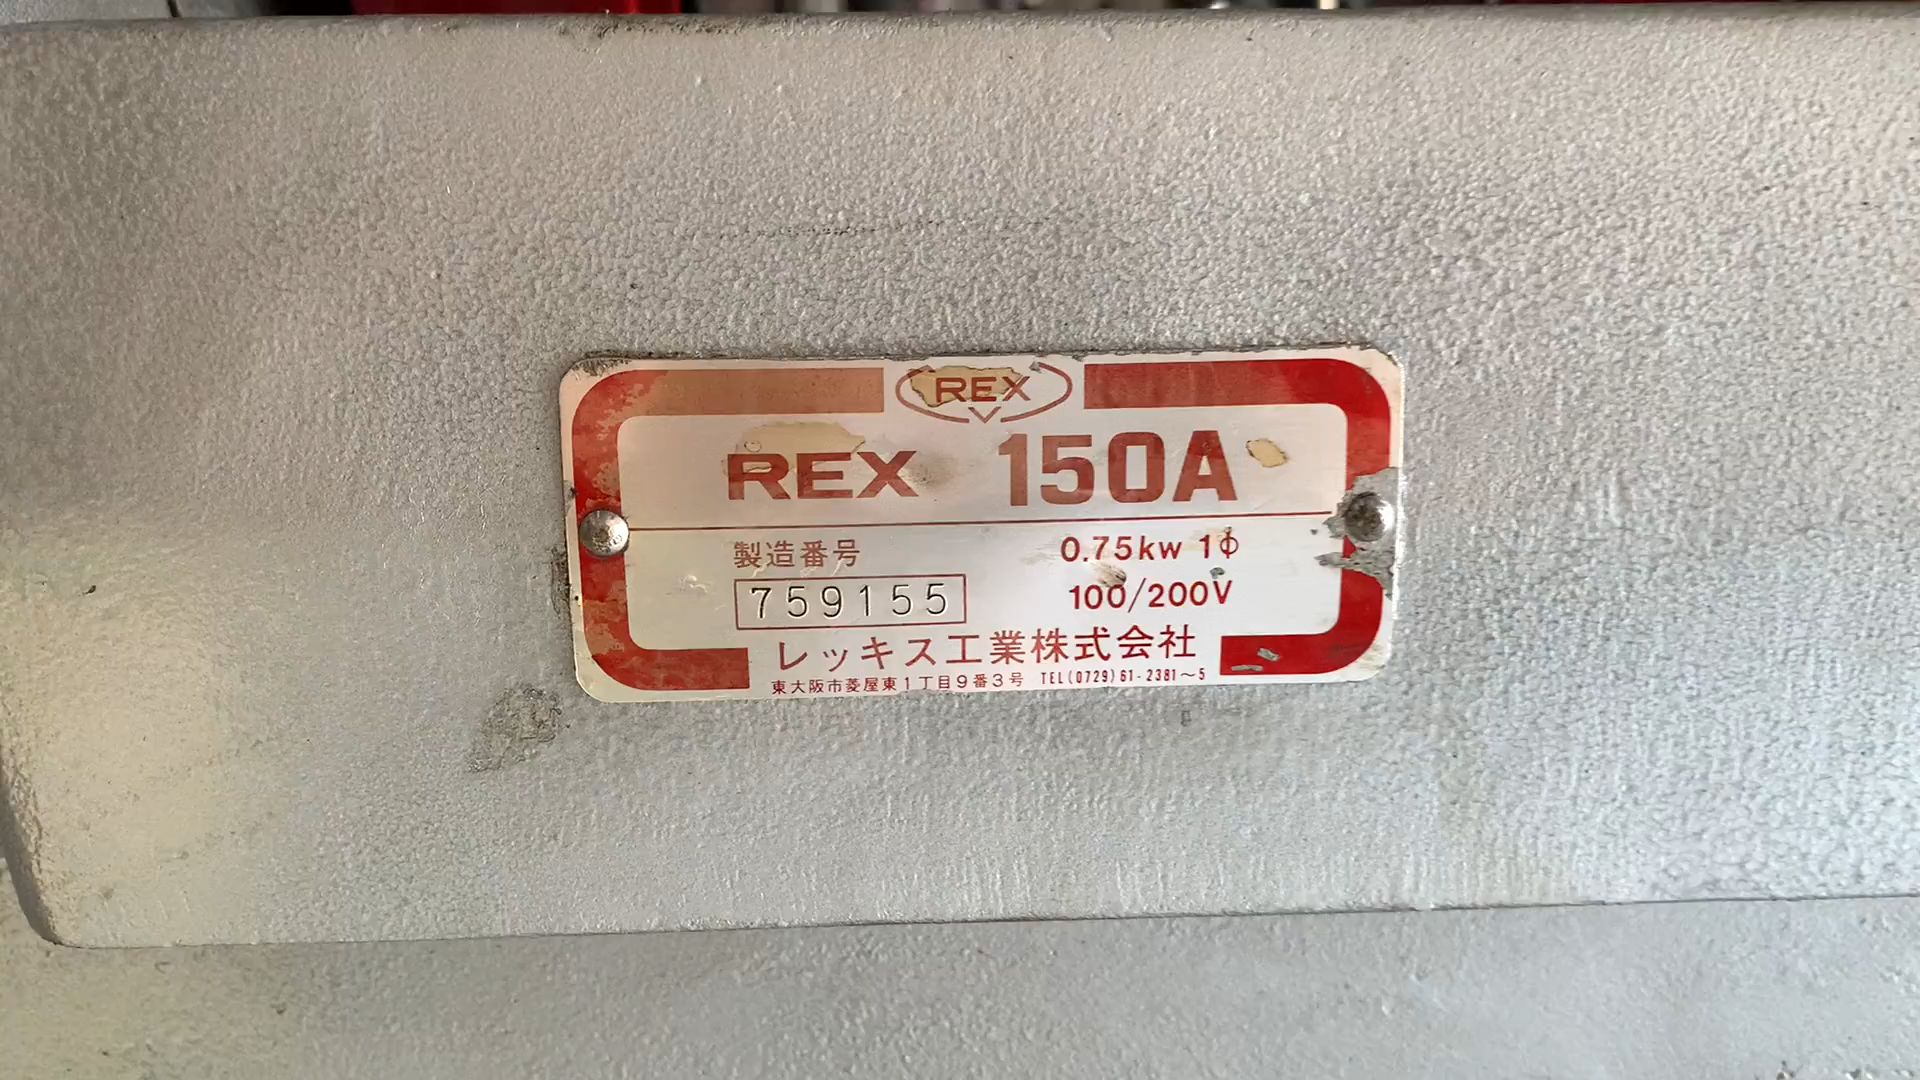 REX
REX 150A
製造番号 0.75kw 1Φ
759155 100/200V
レッキス工業株式会社
東大阪市菱屋東1丁目9番3号 TEL(0729)61-2381〜5